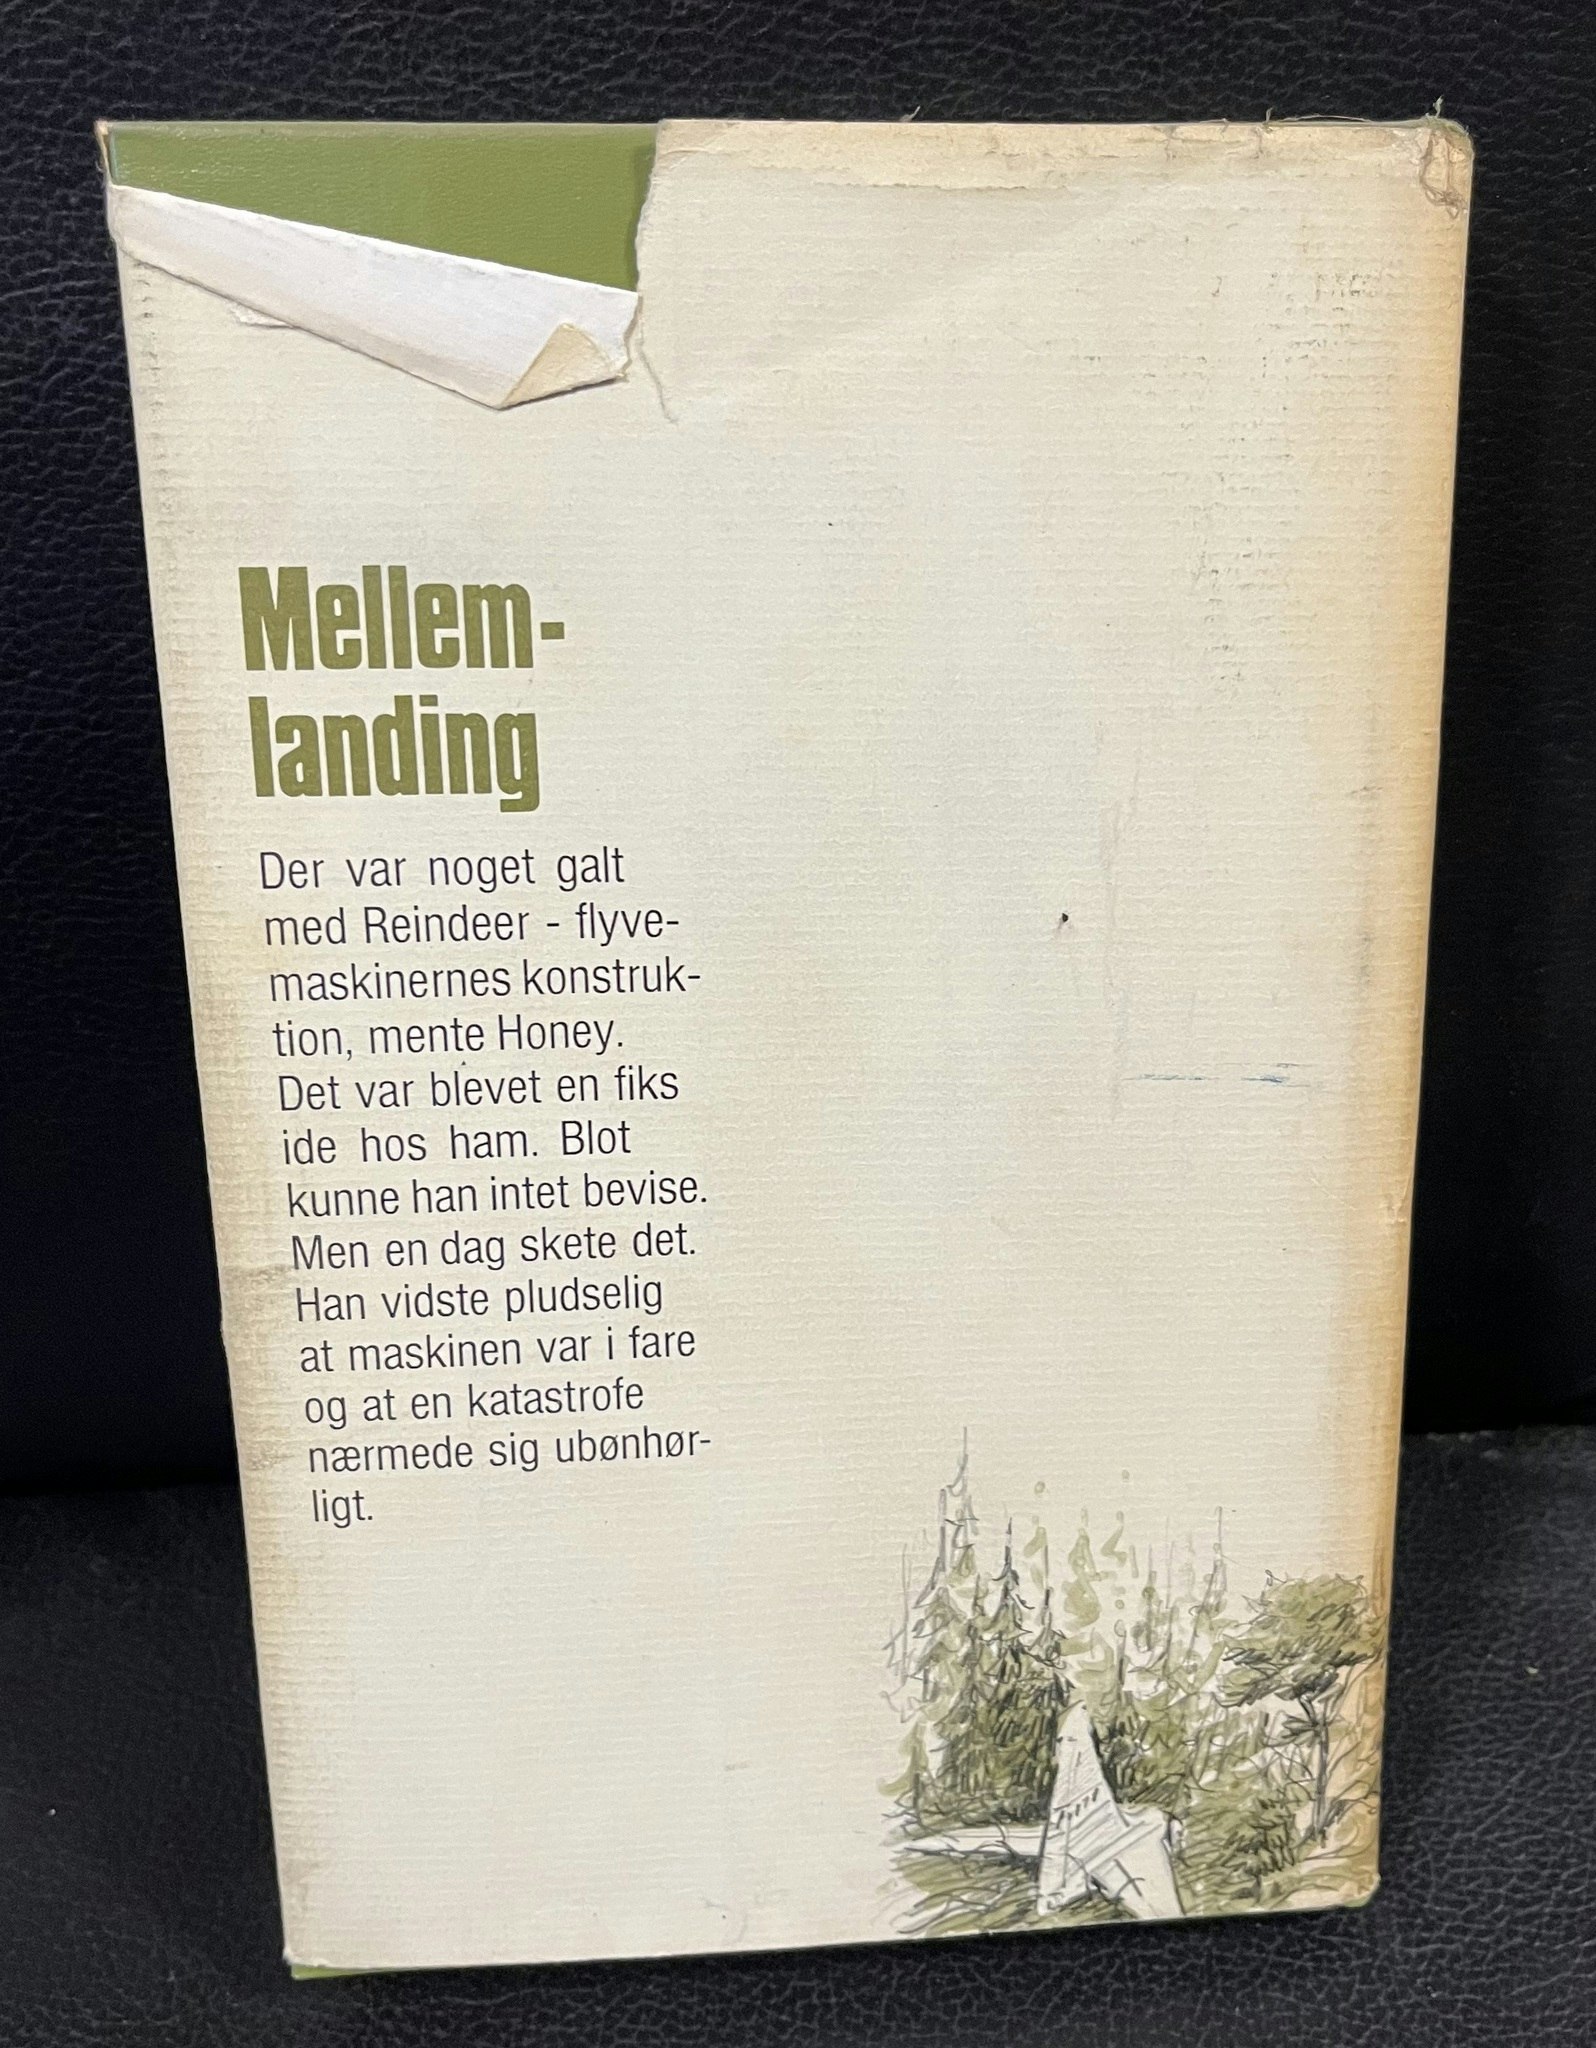 Mellem-
landing
Der var noget galt
med Reindeer - flyve-
maskinernes konstruk-
tion, mente Honey.
Det var blevet en fiks
ide hos ham. Blot
kunne han intet bevise.
Men en dag skete det.
Han vidste pludselig
at maskinen var i fare
og at en katastrofe
nærmede sig ubønhør-
ligt.